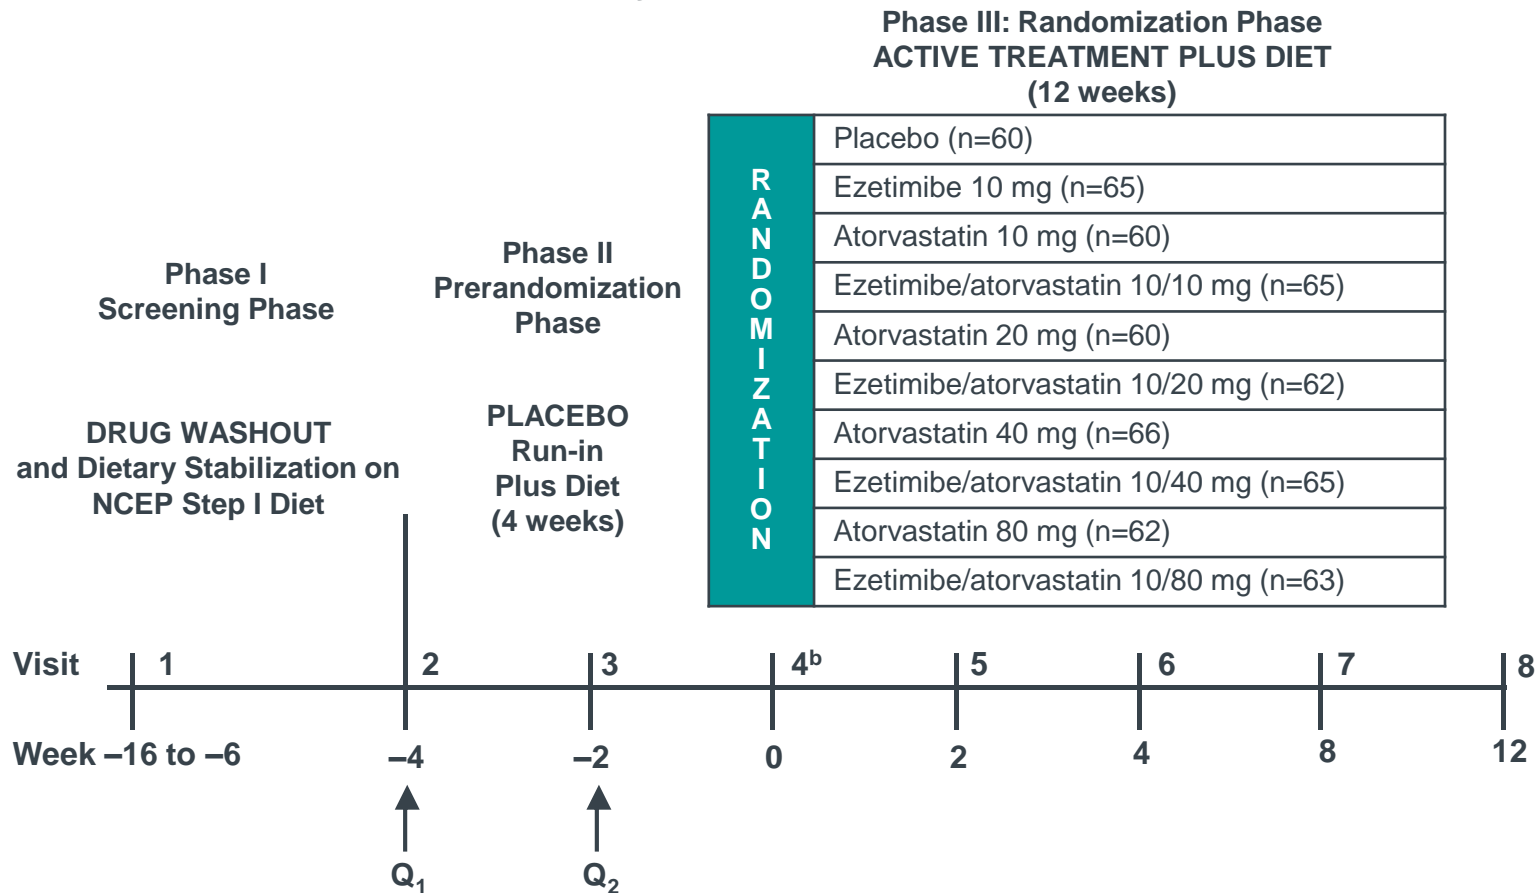 Phase III: Randomization Phase
ACTIVE TREATMENT PLUS DIET
(12 weeks)
Phase I
Screening Phase
DRUG WASHOUT
and Dietary Stabilization on
NCEP Step I Diet
Phase II
Prerandomization
Phase
PLACEBO
Run-in
Plus Diet
(4 weeks)
RANDOMIZATION
Placebo (n=60)
Ezetimibe 10 mg (n=65)
Atorvastatin 10 mg (n=60)
Ezetimibe/atorvastatin 10/10 mg (n=65)
Atorvastatin 20 mg (n=60)
Ezetimibe/atorvastatin 10/20 mg (n=62)
Atorvastatin 40 mg (n=66)
Ezetimibe/atorvastatin 10/40 mg (n=65)
Atorvastatin 80 mg (n=62)
Ezetimibe/atorvastatin 10/80 mg (n=63)
Visit 1 2 3 4ᵇ 5 6 7 8
Week –16 to –6 –4 –2 0 2 4 8 12
Q₁ Q₂